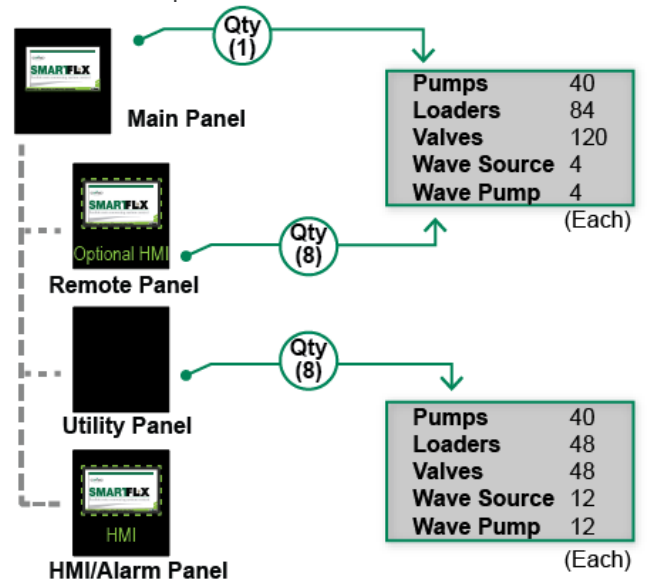 Qty
(1)
SMARTFLX
Main Panel
Pumps 40
Loaders 84
Valves 120
Wave Source 4
Wave Pump 4
(Each)
SMARTFLX
Optional HMI
Qty
(8)
Remote Panel
Qty
(8)
Utility Panel
Pumps 40
Loaders 48
Valves 48
Wave Source 12
Wave Pump 12
(Each)
SMARTFLX
HMI
HMI/Alarm Panel